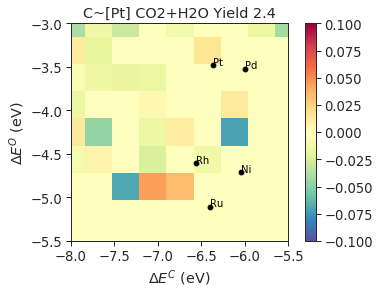 C~[Pt] CO2+H2O Yield 2.4
ΔE^O (eV)
−3.0
−3.5
−4.0
−4.5
−5.0
−5.5
Pt
Pd
Rh
Ni
Ru
−8.0 −7.5 −7.0 −6.5 −6.0 −5.5
ΔE^C (eV)
0.100
0.075
0.050
0.025
0.000
−0.025
−0.050
−0.075
−0.100